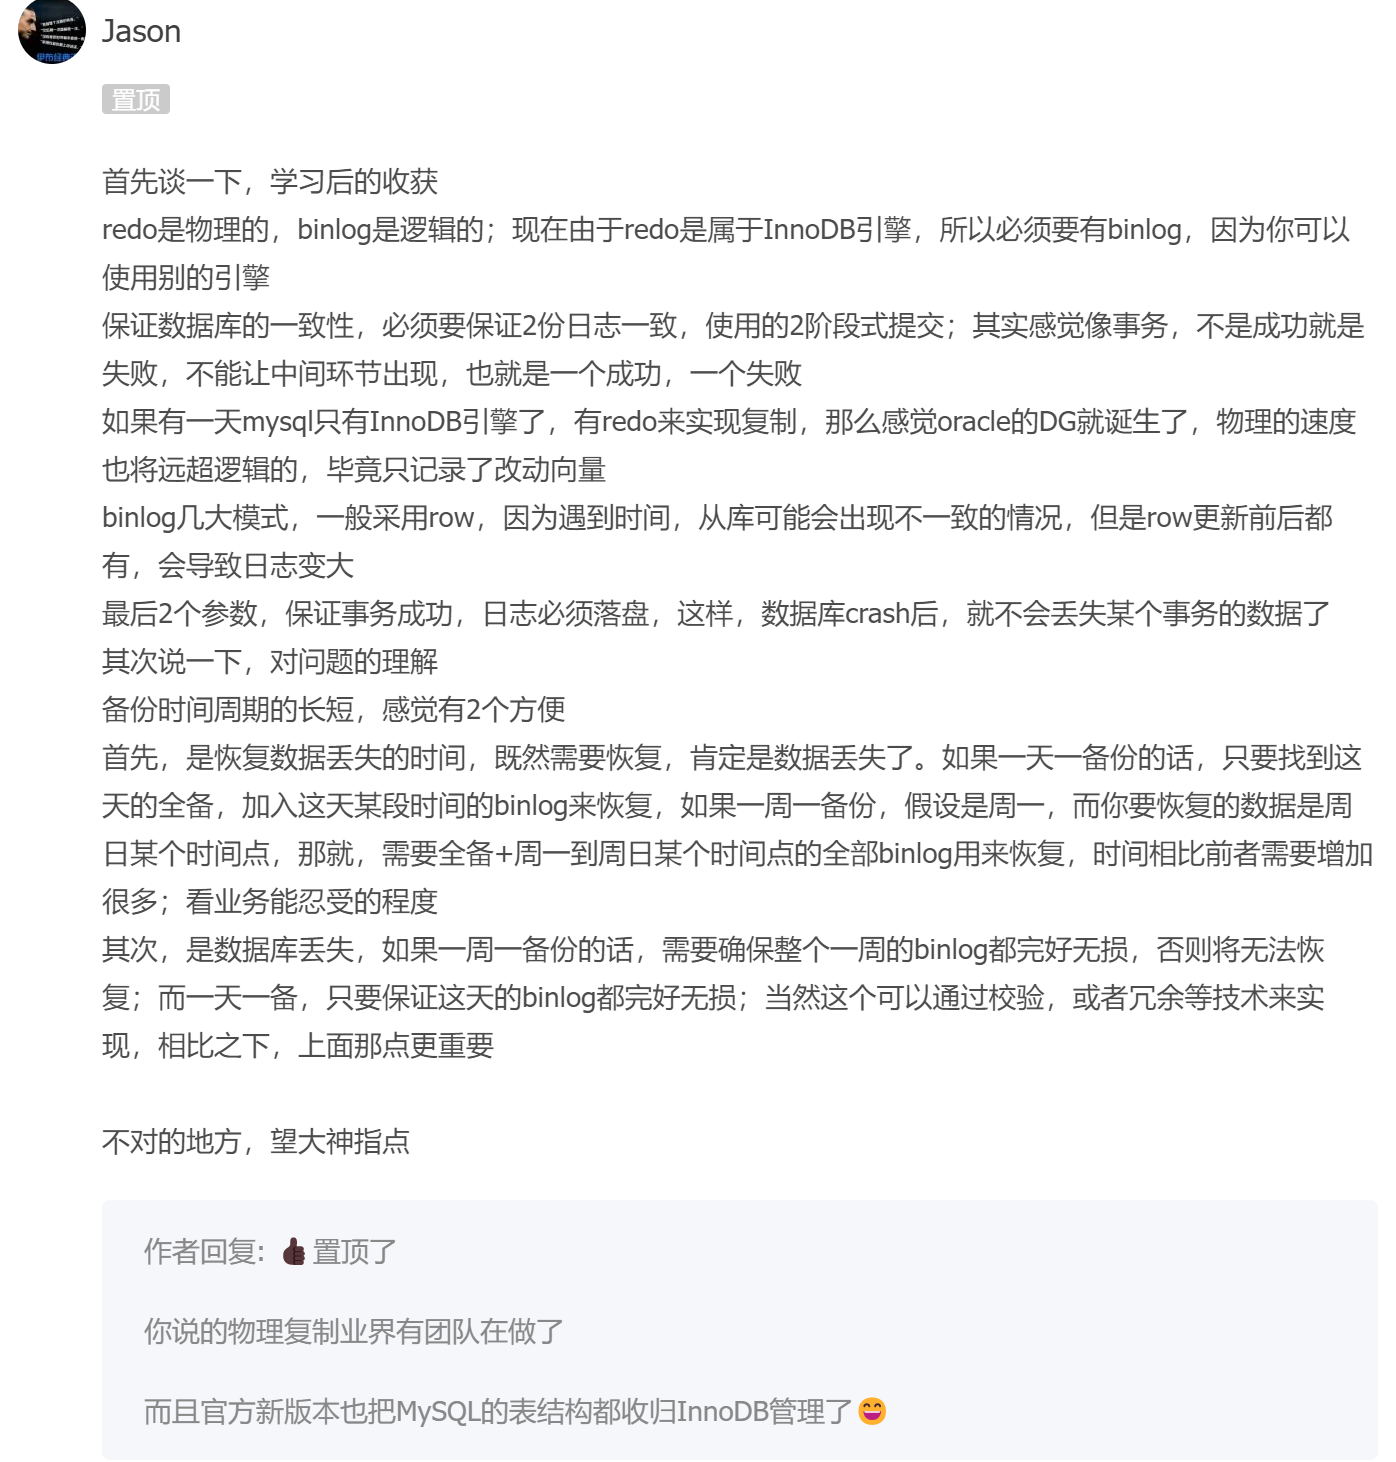 Jason
置顶
首先谈一下，学习后的收获
redo是物理的，binlog是逻辑的；现在由于redo是属于InnoDB引擎，所以必须要有binlog，因为你可以
使用别的引擎
保证数据库的一致性，必须要保证2份日志一致，使用的2阶段式提交；其实感觉像事务，不是成功就是
失败，不能让中间环节出现，也就是一个成功，一个失败
如果有一天mysql只有InnoDB引擎了，有redo来实现复制，那么感觉oracle的DG就诞生了，物理的速度
也将远超逻辑的，毕竟只记录了改动向量
binlog几大模式，一般采用row，因为遇到时间，从库可能会出现不一致的情况，但是row更新前后都
有，会导致日志变大
最后2个参数，保证事务成功，日志必须落盘，这样，数据库crash后，就不会丢失某个事务的数据了
其次说一下，对问题的理解
备份时间周期的长短，感觉有2个方便
首先，是恢复数据丢失的时间，既然需要恢复，肯定是数据丢失了。如果一天一备份的话，只要找到这
天的全备，加入这天某段时间的binlog来恢复，如果一周一备份，假设是周一，而你要恢复的数据是周
日某个时间点，那就，需要全备+周一到周日某个时间点的全部binlog用来恢复，时间相比前者需要增加
很多；看业务能忍受的程度
其次，是数据库丢失，如果一周一备份的话，需要确保整个一周的binlog都完好无损，否则将无法恢
复；而一天一备，只要保证这天的binlog都完好无损；当然这个可以通过校验，或者冗余等技术来实
现，相比之下，上面那点更重要
不对的地方，望大神指点
作者回复: 👍🏿置顶了
你说的物理复制业界有团队在做了
而且官方新版本也把MySQL的表结构都收归InnoDB管理了😄